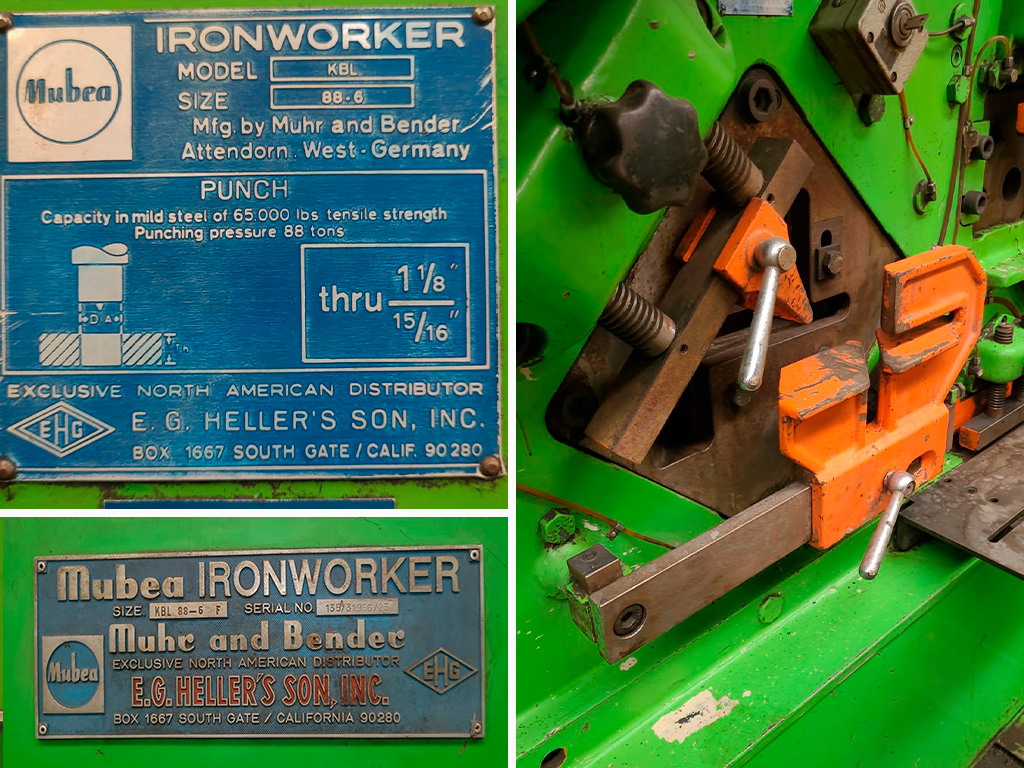 Mubea
IRONWORKER
MODEL KBL
SIZE 88-6
Mfg. by Muhr and Bender
Attendorn. West-Germany
PUNCH
Capacity in mild steel of 65.000 lbs tensile strength
Punching pressure 88 tons
DIA
thru 1 1/8" 15/16"
EXCLUSIVE NORTH AMERICAN DISTRIBUTOR
EHG E. G. HELLER'S SON, INC.
BOX 1667 SOUTH GATE / CALIF. 90280
Mubea IRONWORKER
SIZE KBL 88-6 F SERIAL NO.
Muhr and Bender
Mubea
EXCLUSIVE NORTH AMERICAN DISTRIBUTOR
EHG
E.G. HELLER'S SON, INC.
BOX 1667 SOUTH GATE / CALIFORNIA 90280